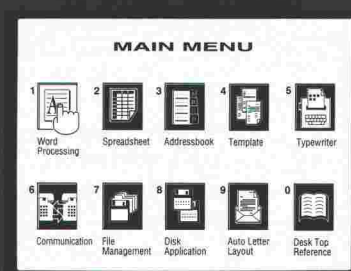 MAIN MENU
1 2 3 4 5
Word Processing
Spreadsheet
Addressbook
Template
Typewriter
6 7 8 9 0
Communication
File Management
Disk Application
Auto Letter Layout
Desk Top Reference